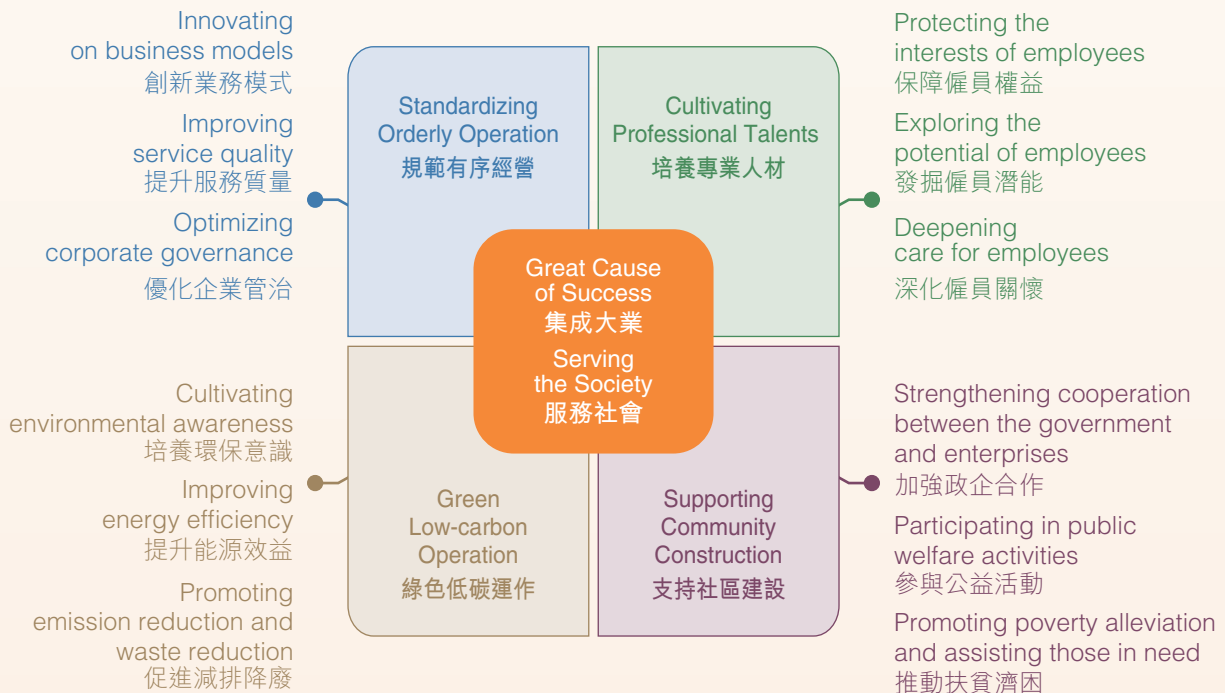 Innovating
on business models
創新業務模式
Improving
service quality
提升服務質量
Optimizing
corporate governance
優化企業管治
Standardizing
Orderly Operation
規範有序經營
Cultivating
Professional Talents
培養專業人材
Protecting the
interests of employees
保障僱員權益
Exploring the
potential of employees
發掘僱員潛能
Deepening
care for employees
深化僱員關懷
Great Cause
of Success
集成大業
Serving
the Society
服務社會
Cultivating
environmental awareness
培養環保意識
Improving
energy efficiency
提升能源效益
Promoting
emission reduction and
waste reduction
促進減排降廢
Green
Low-carbon
Operation
綠色低碳運作
Supporting
Community
Construction
支持社區建設
Strengthening cooperation
between the government
and enterprises
加強政企合作
Participating in public
welfare activities
參與公益活動
Promoting poverty alleviation
and assisting those in need
推動扶貧濟困